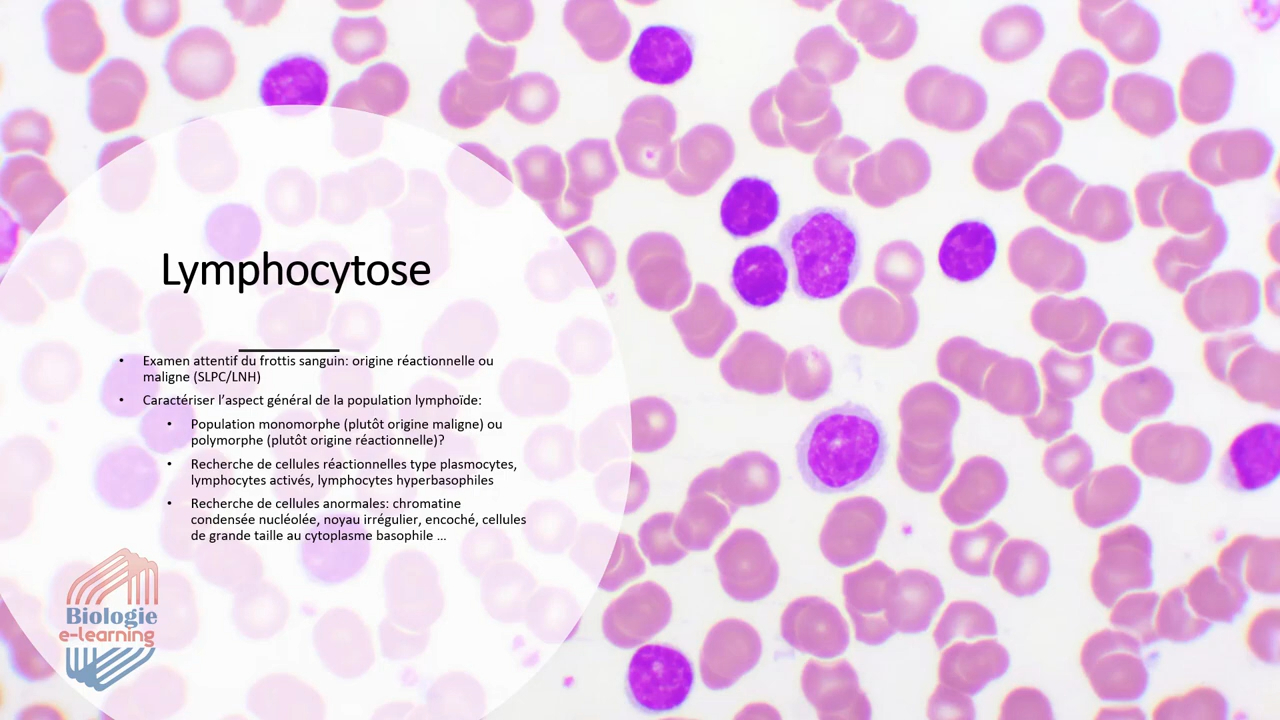 Lymphocytose
• Examen attentif du frottis sanguin: origine réactionnelle ou
maligne (SLPC/LNH)
• Caractériser l’aspect général de la population lymphoïde:
• Population monomorphe (plutôt origine maligne) ou
polymorphe (plutôt origine réactionnelle)?
• Recherche de cellules réactionnelles type plasmocytes,
lymphocytes activés, lymphocytes hyperbasophiles
• Recherche de cellules anormales: chromatine
condensée nucléolée, noyau irrégulier, encoché, cellules
de grande taille au cytoplasme basophile ...
Biologie
e-learning